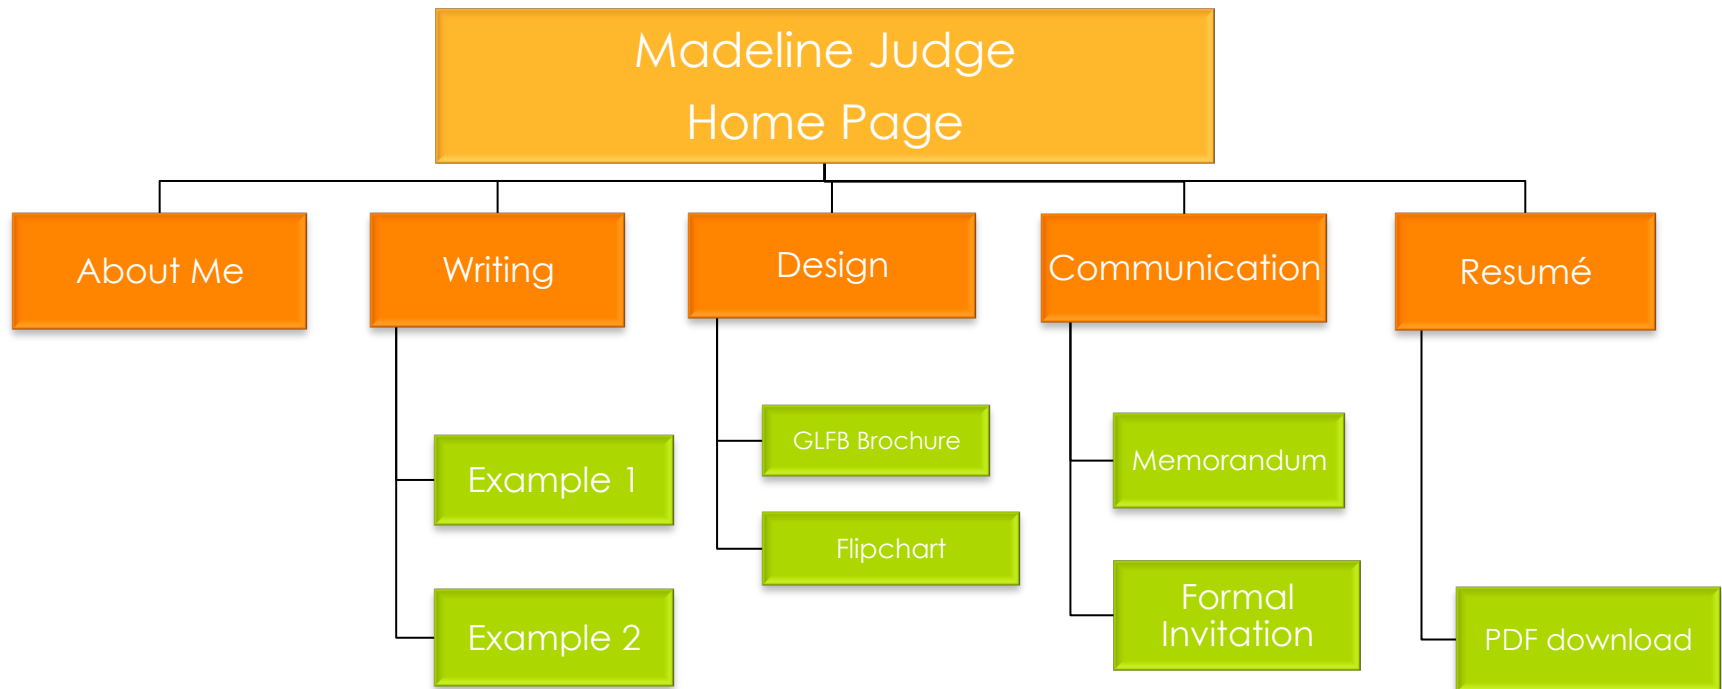 Madeline Judge
Home Page
About Me
Writing
Design
Communication
Resumé
Example 1
Example 2
GLFB Brochure
Flipchart
Memorandum
Formal
Invitation
PDF download